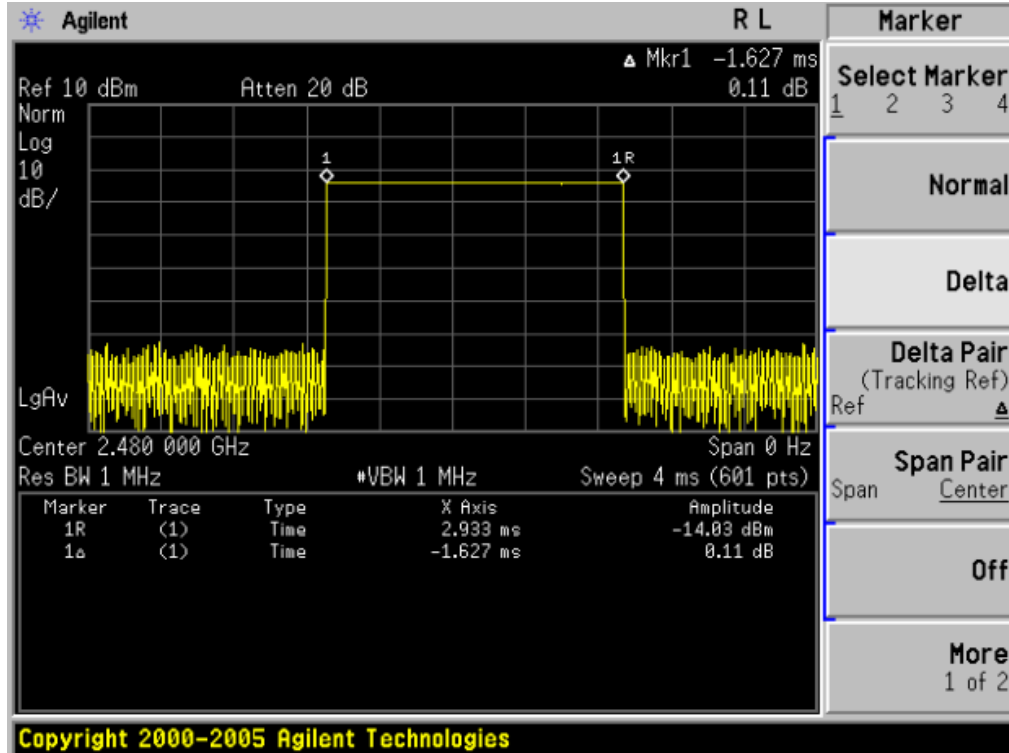 Agilent R L Marker
Δ Mkr1 -1.627 ms
Ref 10 dBm Atten 20 dB 0.11 dB
Norm
Log
10
dB/
1 1R
LgAv
Center 2.480 000 GHz Span 0 Hz
Res BW 1 MHz #VBW 1 MHz Sweep 4 ms (601 pts)
Marker Trace Type X Axis Amplitude
1R (1) Time 2.933 ms -14.03 dBm
1Δ (1) Time -1.627 ms 0.11 dB
Select Marker
1 2 3 4
Normal
Delta
Delta Pair
(Tracking Ref)
Ref Δ
Span Pair
Span Center
Off
More
1 of 2
Copyright 2000-2005 Agilent Technologies